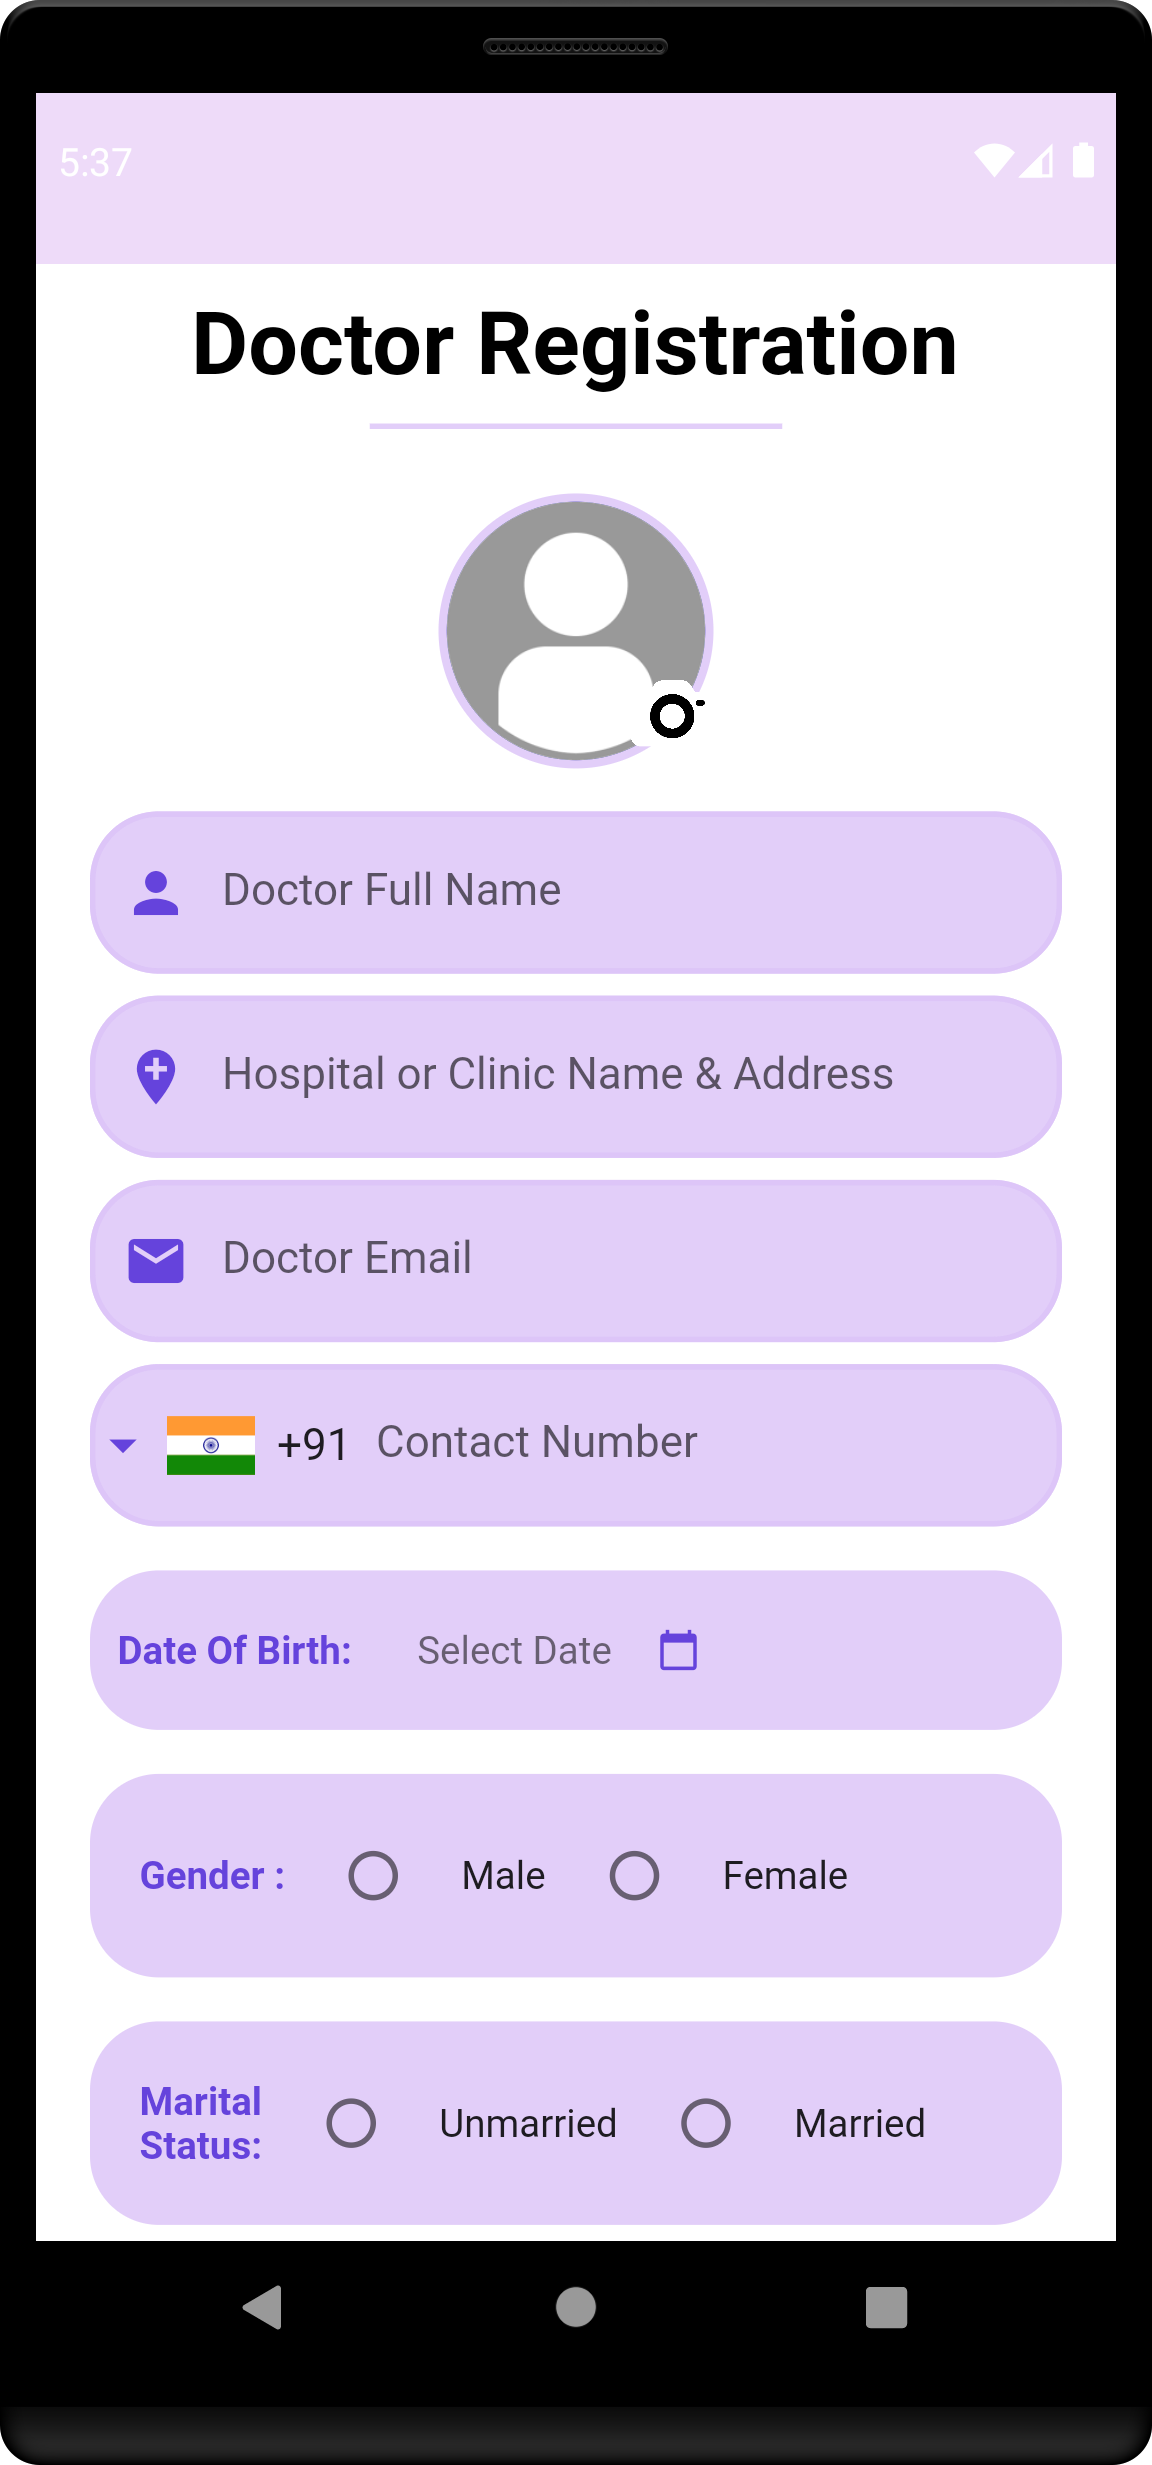 5:37
Doctor Registration
Doctor Full Name
Hospital or Clinic Name & Address
Doctor Email
+91 Contact Number
Date Of Birth: Select Date
Gender : Male Female
Marital
Status: Unmarried Married